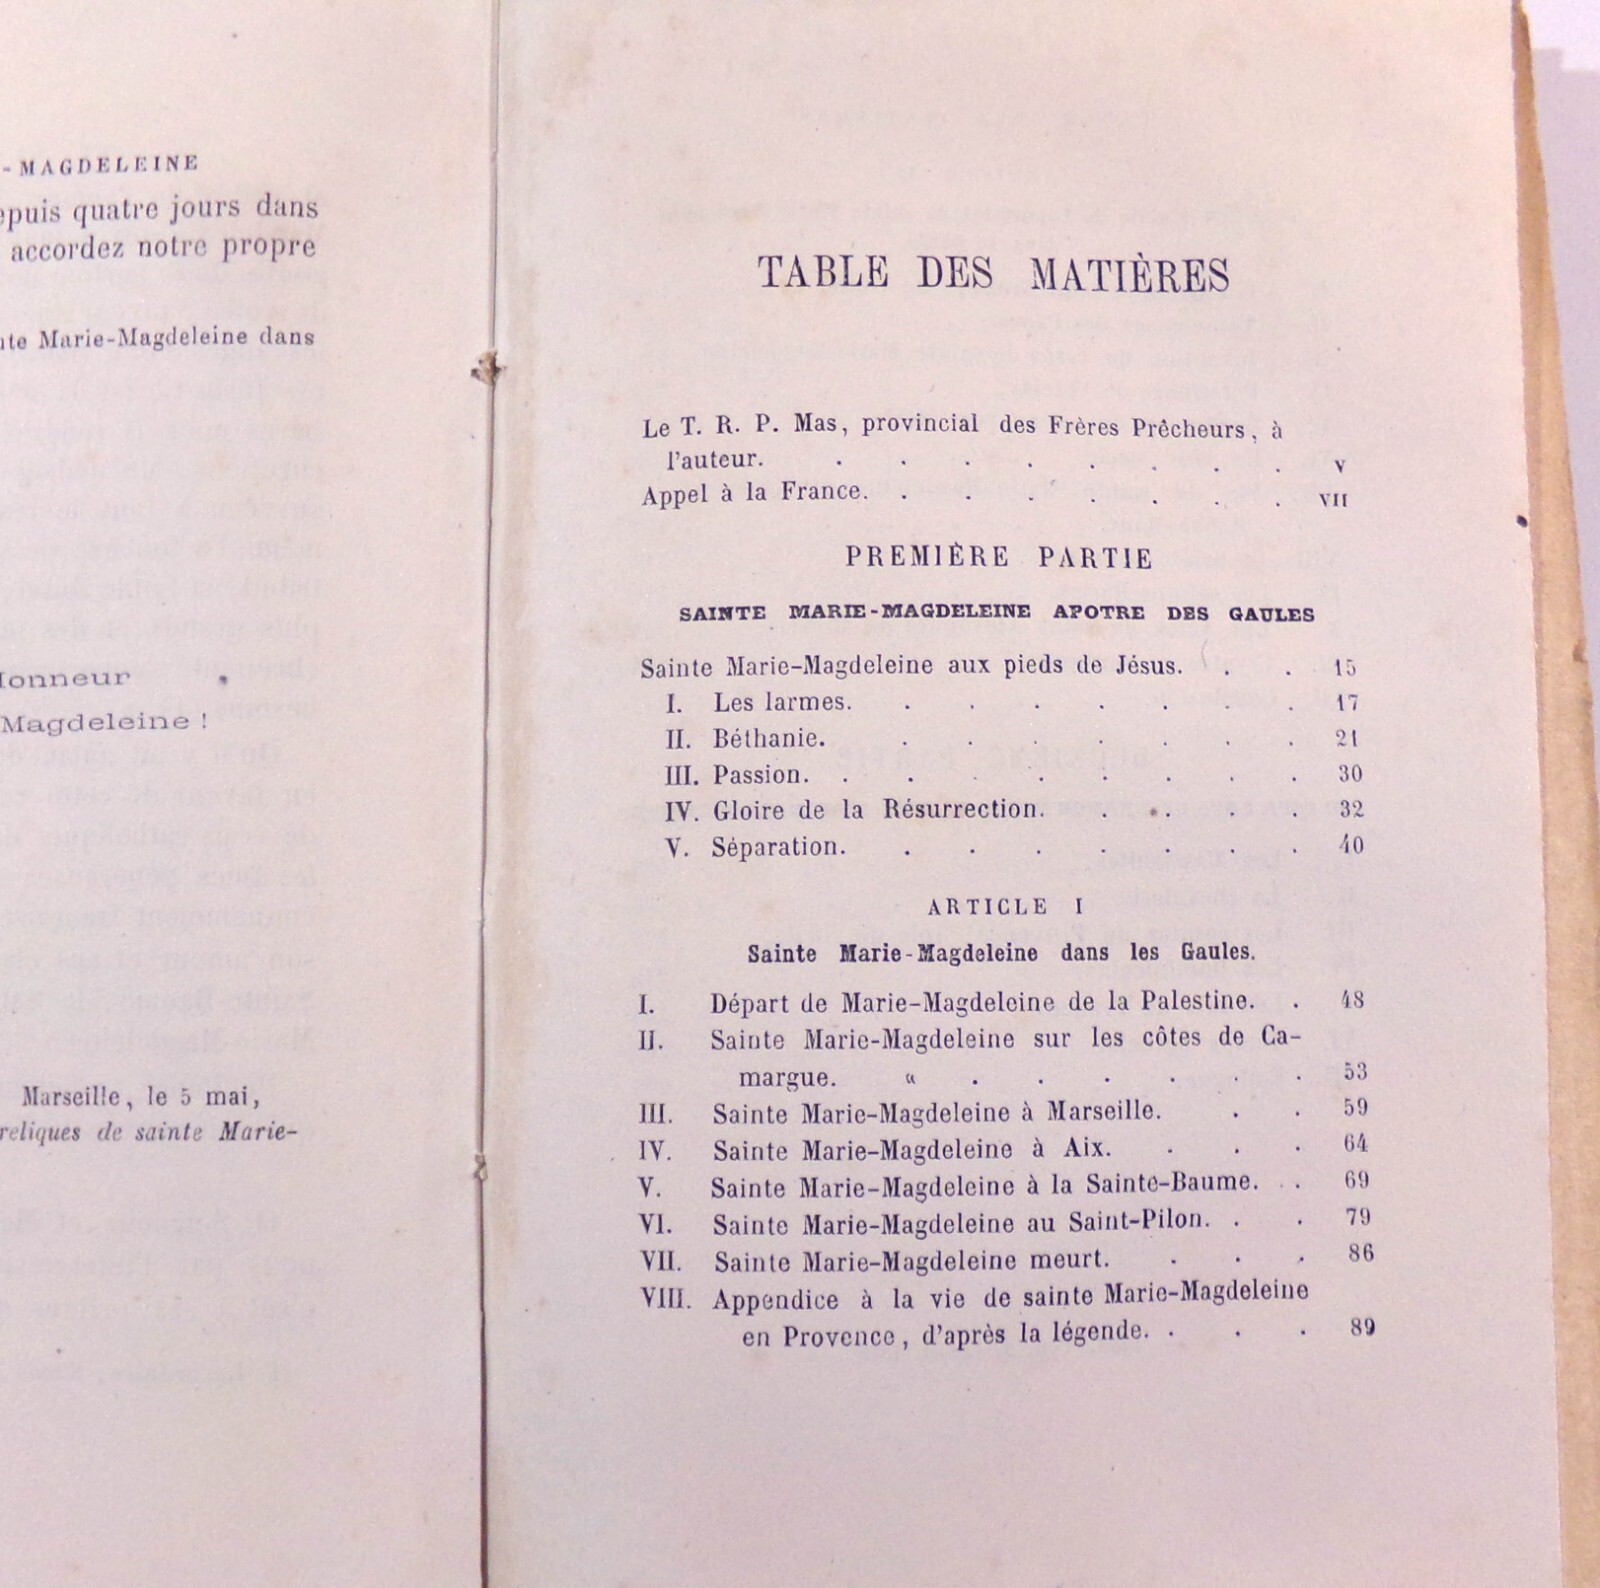 -MAGDELEINE
depuis quatre jours dans
accordez notre propre
Marie-Magdeleine dans
Honneur
Magdeleine !
Marseille, le 5 mai,
reliques de sainte Marie-
TABLE DES MATIÈRES
Le T. R. P. Mas, provincial des Frères Prêcheurs, à
l'auteur. . . . . . . . . V
Appel à la France. . . . . . . . VII
PREMIÈRE PARTIE
SAINTE MARIE-MAGDELEINE APOTRE DES GAULES
Sainte Marie-Magdeleine aux pieds de Jésus. . . 15
I. Les larmes. . . . . . . . 17
II. Béthanie. . . . . . . . 21
III. Passion. . . . . . . . 30
IV. Gloire de la Résurrection. . . . . 32
V. Séparation. . . . . . . . 40
ARTICLE I
Sainte Marie-Magdeleine dans les Gaules.
I. Départ de Marie-Magdeleine de la Palestine. . 48
II. Sainte Marie-Magdeleine sur les côtes de Ca-
margue. « . . . . . . 53
III. Sainte Marie-Magdeleine à Marseille. . . 59
IV. Sainte Marie-Magdeleine à Aix. . . . 64
V. Sainte Marie-Magdeleine à la Sainte-Baume. . . 69
VI. Sainte Marie-Magdeleine au Saint-Pilon. . . 79
VII. Sainte Marie-Magdeleine meurt. . . . 86
VIII. Appendice à la vie de sainte Marie-Magdeleine
en Provence, d'après la légende. . . . 89